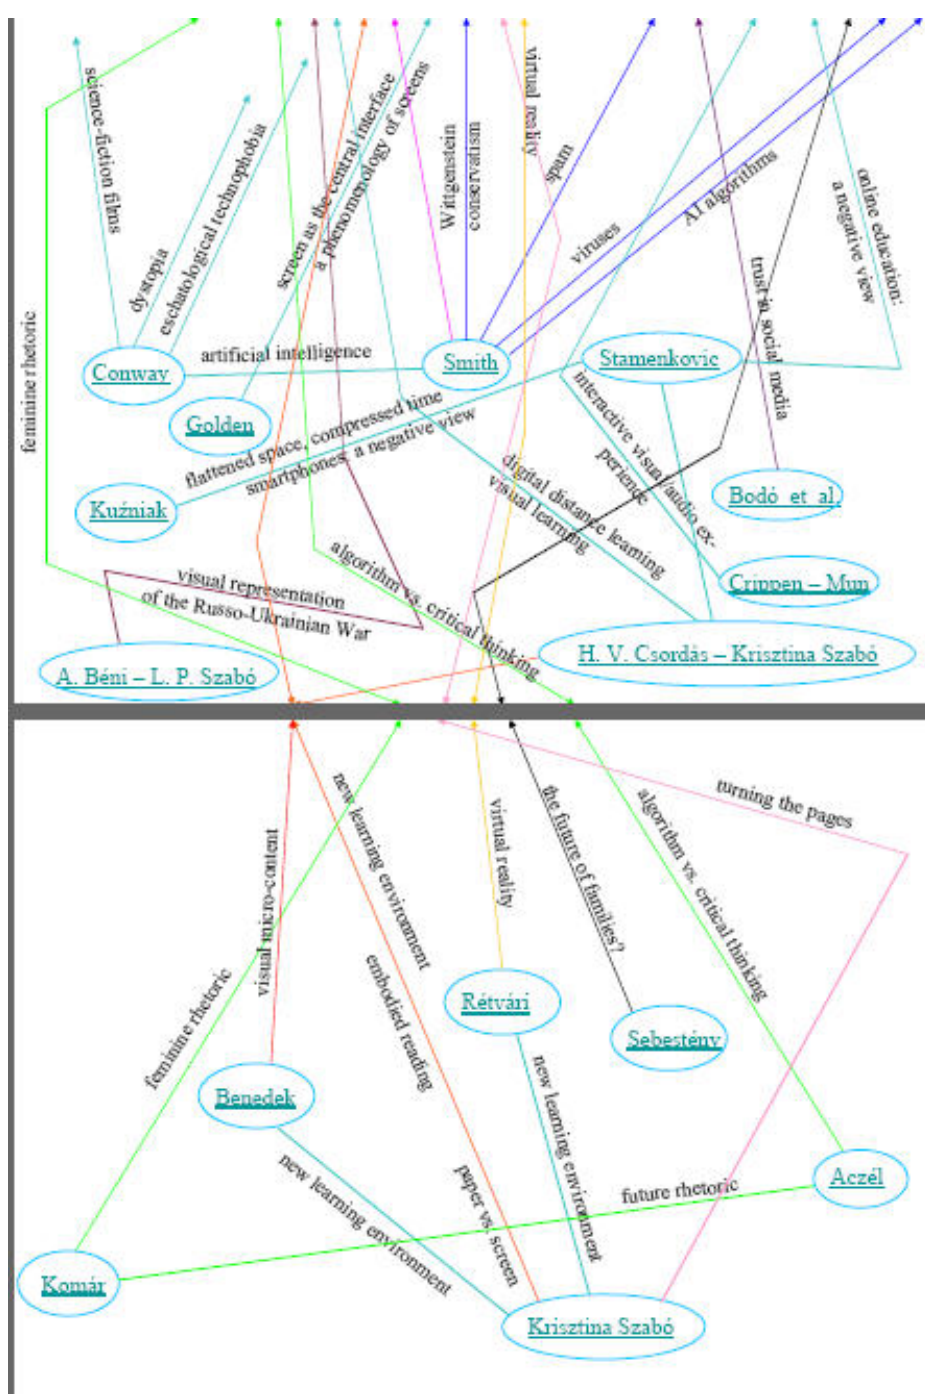 science-fiction films
dystopia
eschatological technophobia
screen as the central interface
a phenomenology of screens
Wittgenstein
conservatism
virtual reality
spam
viruses
AI algorithms
online education:
a negative view
trust in social media
feminine rhetoric
artificial intelligence
Conway
Smith
Stamenkovic
Golden
flattened space, compressed time
smartphones: a negative view
interactive visual/audio ex-
perience
Kuźniak
digital distance learning
visual learning
Bodó et al.
Crippen – Mun
algorithm vs. critical thinking
visual representation
of the Russo-Ukrainian War
A. Béni – L. P. Szabó
H. V. Csordás – Krisztina Szabó
new learning environment
turning the pages
the future of families?
algorithm vs. critical thinking
virtual reality
visual micro-content
embodied reading
feminine rhetoric
Rétvári
Sebestény
Benedek
new learning environment
new learning environment
paper vs. screen
future rhetoric
Aczél
Komár
Krisztina Szabó